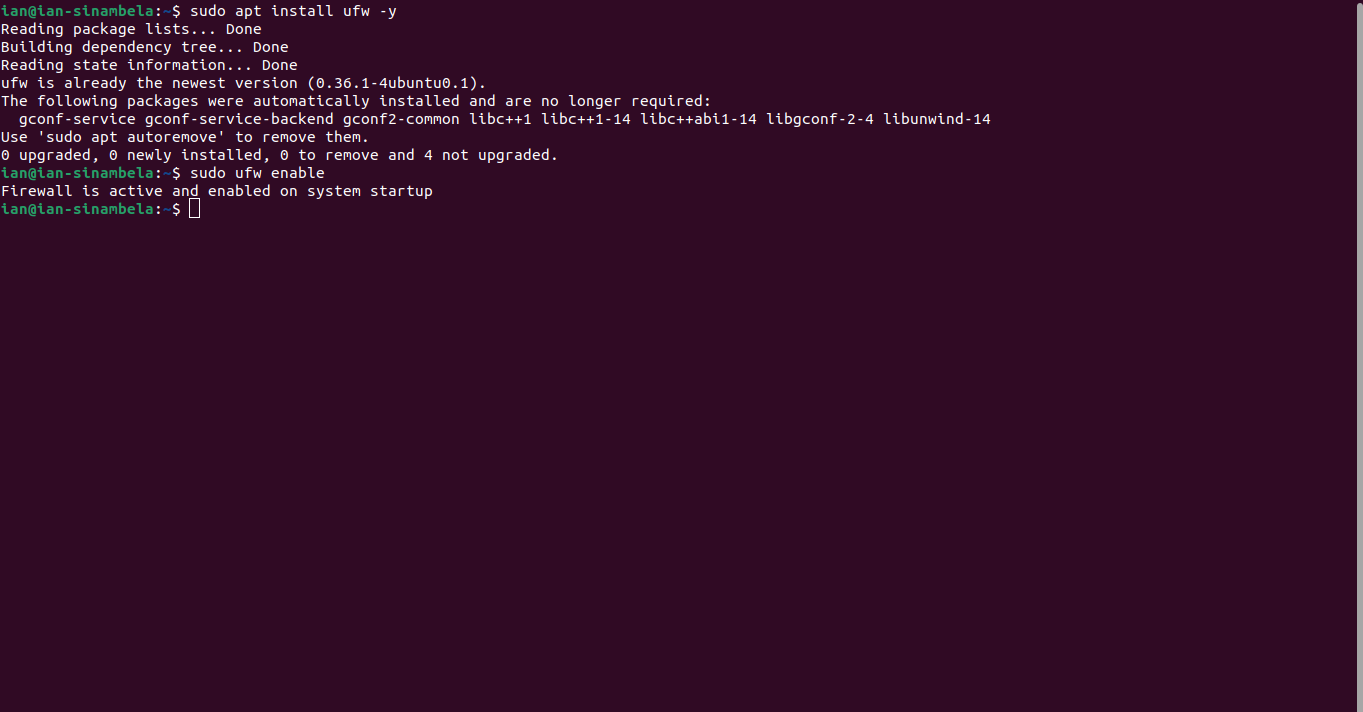 ian@ian-sinambela:~$ sudo apt install ufw -y
Reading package lists... Done
Building dependency tree... Done
Reading state information... Done
ufw is already the newest version (0.36.1-4ubuntu0.1).
The following packages were automatically installed and are no longer required:
  gconf-service gconf-service-backend gconf2-common libc++1 libc++1-14 libc++abi1-14 libgconf-2-4 libunwind-14
Use 'sudo apt autoremove' to remove them.
0 upgraded, 0 newly installed, 0 to remove and 4 not upgraded.
ian@ian-sinambela:~$ sudo ufw enable
Firewall is active and enabled on system startup
ian@ian-sinambela:~$